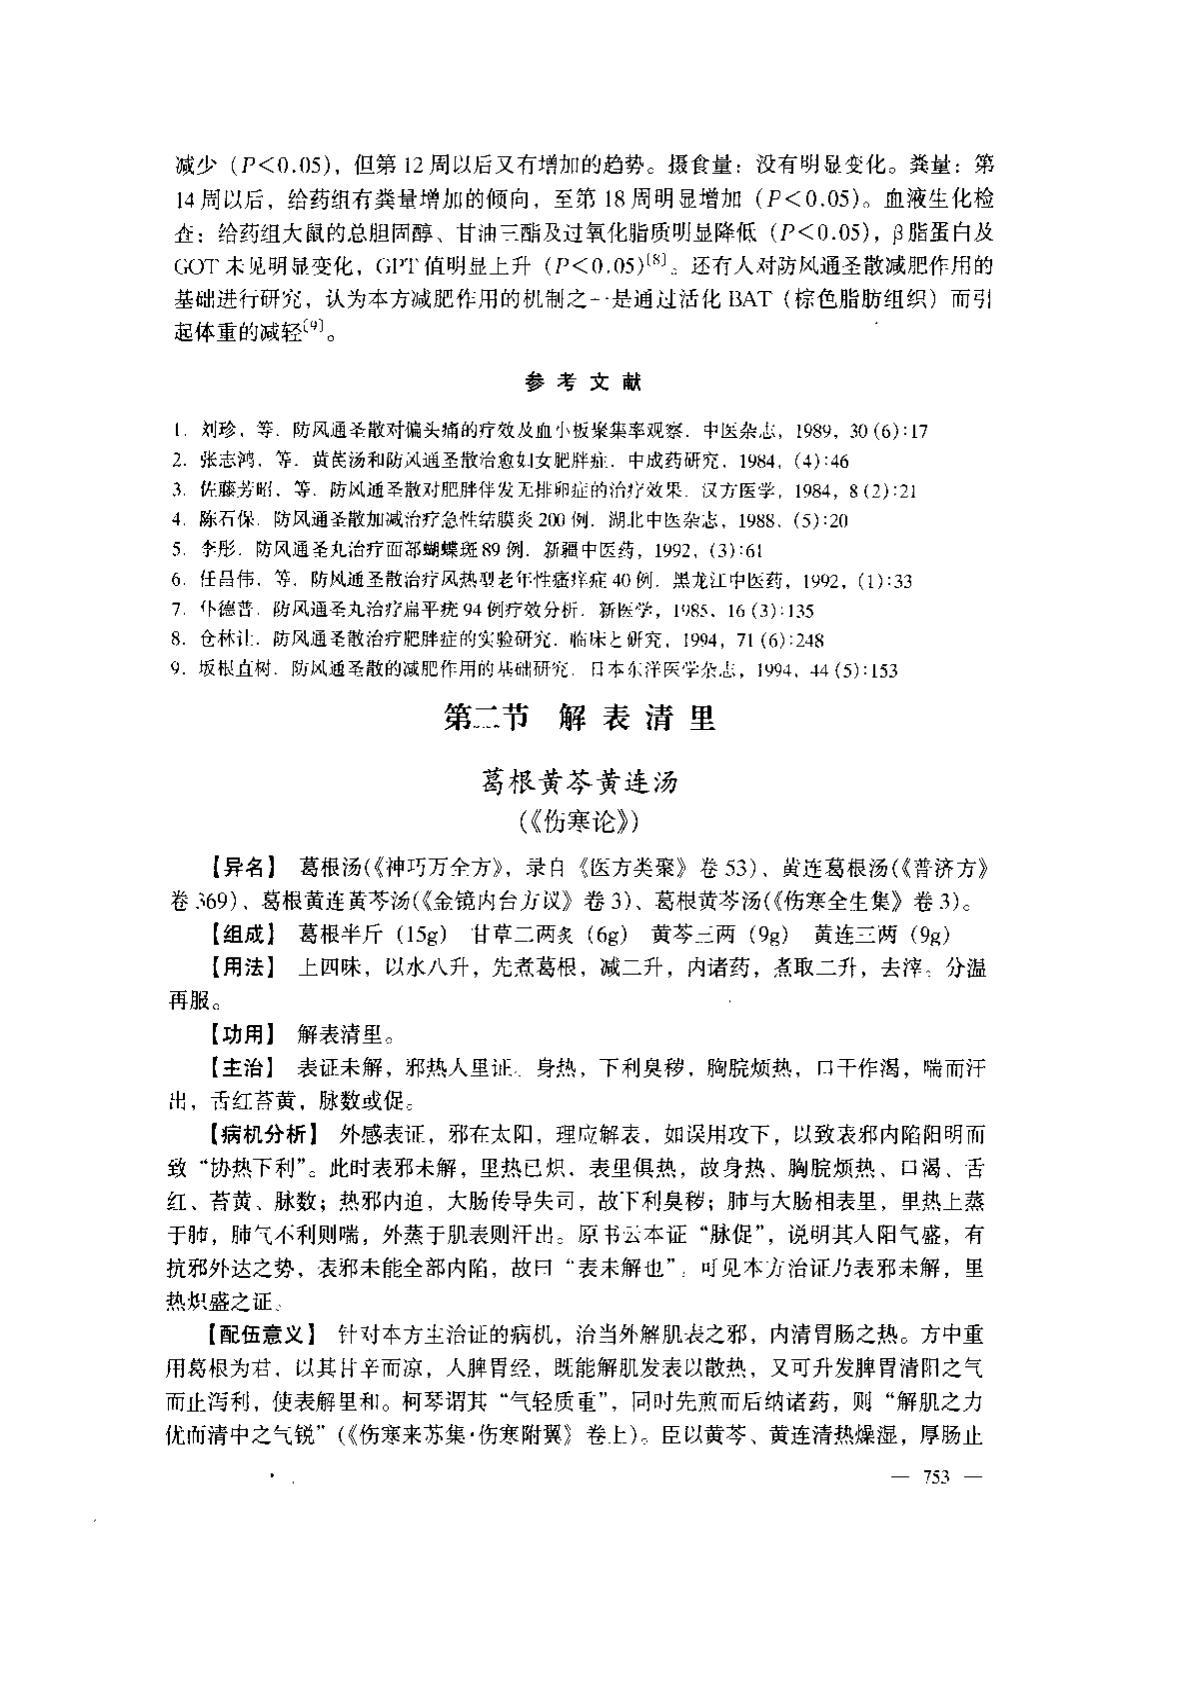 减少（P＜0.05），但第 12 周以后又有增加的趋势。摄食量：没有明显变化。粪量：第
14 周以后，给药组有粪量增加的倾向，至第 18 周明显增加（P＜0.05）。血液生化检
查：给药组大鼠的总胆固醇、甘油三酯及过氧化脂质明显降低（P＜0.05），β脂蛋白及
GOT 未见明显变化，GPT 值明显上升（P＜0.05）〔8〕。还有人对防风通圣散减肥作用的
基础进行研究，认为本方减肥作用的机制之一是通过活化 BAT（棕色脂肪组织）而引
起体重的减轻〔9〕。
参 考 文 献
1. 刘珍，等. 防风通圣散对偏头痛的疗效及血小板聚集率观察. 中医杂志，1989，30 (6):17
2. 张志鸿，等. 黄芪汤和防风通圣散治愈妇女肥胖症. 中成药研究，1984，(4):46
3. 佐藤芳昭，等. 防风通圣散对肥胖伴发无排卵症的治疗效果. 汉方医学，1984，8 (2):21
4. 陈石保. 防风通圣散加减治疗急性结膜炎 200 例. 湖北中医杂志，1988，(5):20
5. 李彤. 防风通圣丸治疗面部蝴蝶斑 89 例. 新疆中医药，1992，(3):61
6. 任昌伟，等. 防风通圣散治疗风热型老年性瘙痒症 40 例. 黑龙江中医药，1992，(1):33
7. 仆德普. 防风通圣丸治疗扁平疣 94 例疗效分析. 新医学，1985，16 (3):135
8. 仓林让. 防风通圣散治疗肥胖症的实验研究. 临床と研究，1994，71 (6):248
9. 坂根直树. 防风通圣散的减肥作用的基础研究. 日本东洋医学杂志，1994，44 (5):153
第二节 解 表 清 里
葛根黄芩黄连汤
（《伤寒论》）
【异名】 葛根汤（《神巧万全方》，录自《医方类聚》卷 53）、黄连葛根汤（《普济方》
卷 369）、葛根黄连黄芩汤（《金镜内台方议》卷 3）、葛根黄芩汤（《伤寒全生集》卷 3）。
【组成】 葛根半斤（15g） 甘草二两炙（6g） 黄芩三两（9g） 黄连三两（9g）
【用法】 上四味，以水八升，先煮葛根，减二升，内诸药，煮取二升，去滓。分温
再服。
【功用】 解表清里。
【主治】 表证未解，邪热人里证。身热，下利臭秽，胸脘烦热，口干作渴，喘而汗
出，舌红苔黄，脉数或促。
【病机分析】 外感表证，邪在太阳，理应解表，如误用攻下，以致表邪内陷阳明而
致“协热下利”。此时表邪未解，里热已炽，表里俱热，故身热、胸脘烦热、口渴、舌
红、苔黄、脉数；热邪内迫，大肠传导失司，故下利臭秽；肺与大肠相表里，里热上蒸
于肺，肺气不利则喘，外蒸于肌表则汗出。原书云本证“脉促”，说明其人阳气盛，有
抗邪外达之势，表邪未能全部内陷，故曰“表未解也”。可见本方治证乃表邪未解，里
热炽盛之证。
【配伍意义】 针对本方主治证的病机，治当外解肌表之邪，内清胃肠之热。方中重
用葛根为君，以其甘辛而凉，人脾胃经，既能解肌发表以散热，又可升发脾胃清阳之气
而止泻利，使表解里和。柯琴谓其“气轻质重”，同时先煎而后纳诸药，则“解肌之力
优而清中之气锐”（《伤寒来苏集·伤寒附翼》卷上）。臣以黄芩、黄连清热燥湿，厚肠止
— 753 —